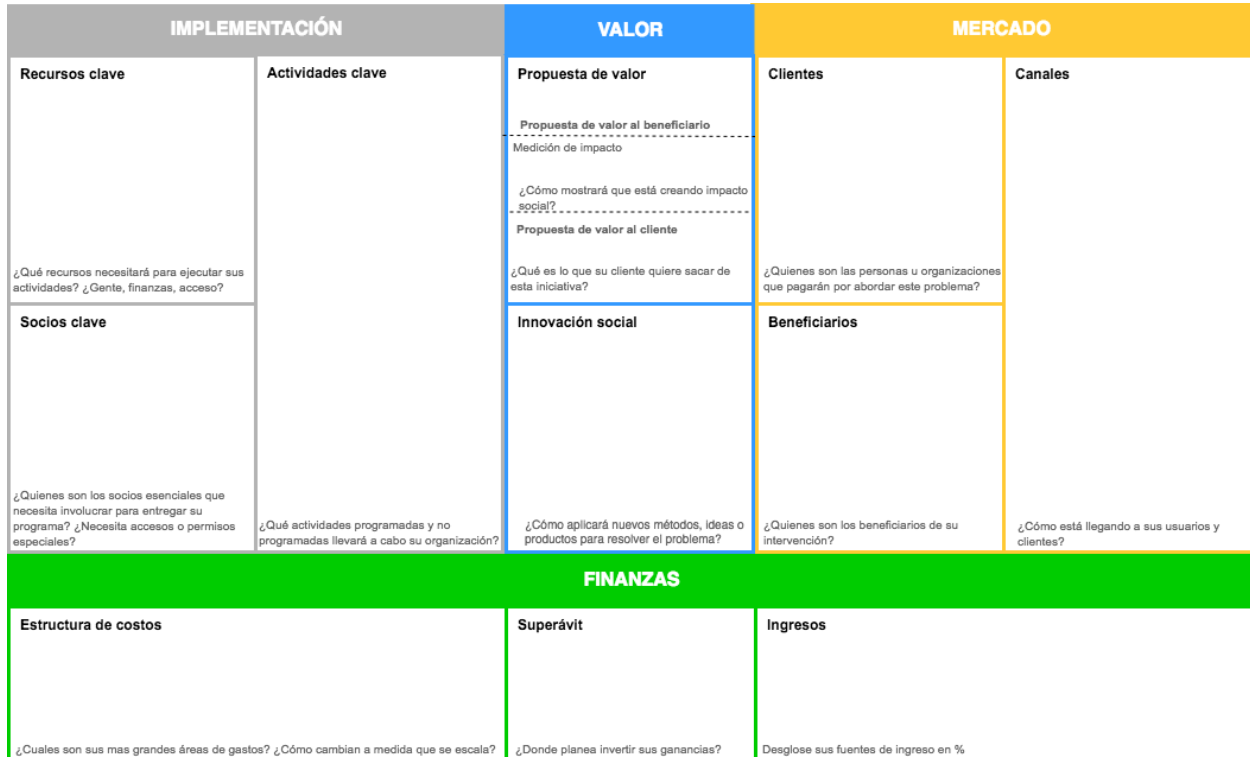 IMPLEMENTACIÓN
VALOR
MERCADO
Recursos clave
¿Qué recursos necesitará para ejecutar sus
actividades? ¿Gente, finanzas, acceso?
Socios clave
¿Quienes son los socios esenciales que
necesita involucrar para entregar su
programa? ¿Necesita accesos o permisos
especiales?
Actividades clave
¿Qué actividades programadas y no
programadas llevará a cabo su organización?
Propuesta de valor
Propuesta de valor al beneficiario
Medición de impacto
¿Cómo mostrará que está creando impacto
social?
Propuesta de valor al cliente
¿Qué es lo que su cliente quiere sacar de
esta iniciativa?
Innovación social
¿Cómo aplicará nuevos métodos, ideas o
productos para resolver el problema?
Clientes
¿Quienes son las personas u organizaciones
que pagarán por abordar este problema?
Beneficiarios
¿Quienes son los beneficiarios de su
intervención?
Canales
¿Cómo está llegando a sus usuarios y
clientes?
FINANZAS
Estructura de costos
¿Cuales son sus mas grandes áreas de gastos? ¿Cómo cambian a medida que se escala?
Superávit
¿Donde planea invertir sus ganancias?
Ingresos
Desglose sus fuentes de ingreso en %